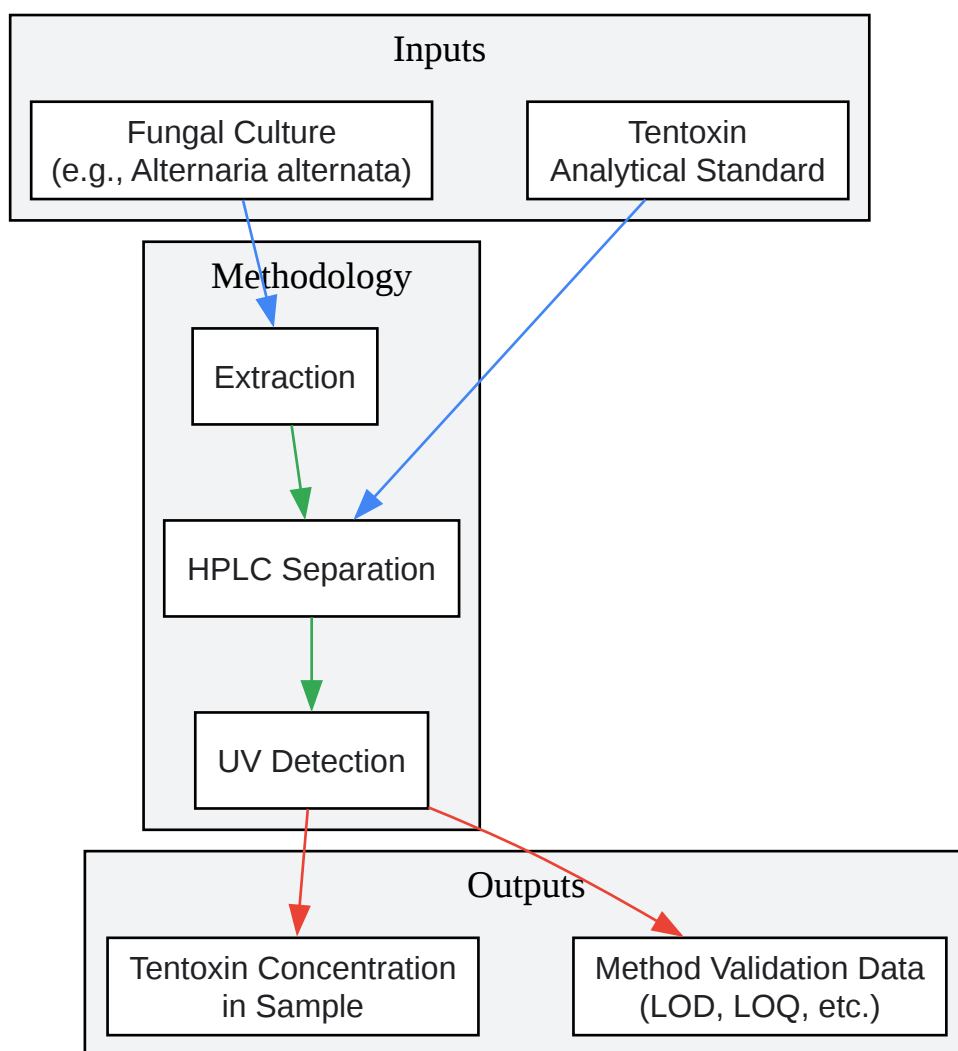 Inputs
Fungal Culture
(e.g., Alternaria alternata)
Tentoxin
Analytical Standard
Methodology
Extraction
HPLC Separation
UV Detection
Outputs
Tentoxin Concentration
in Sample
Method Validation Data
(LOD, LOQ, etc.)